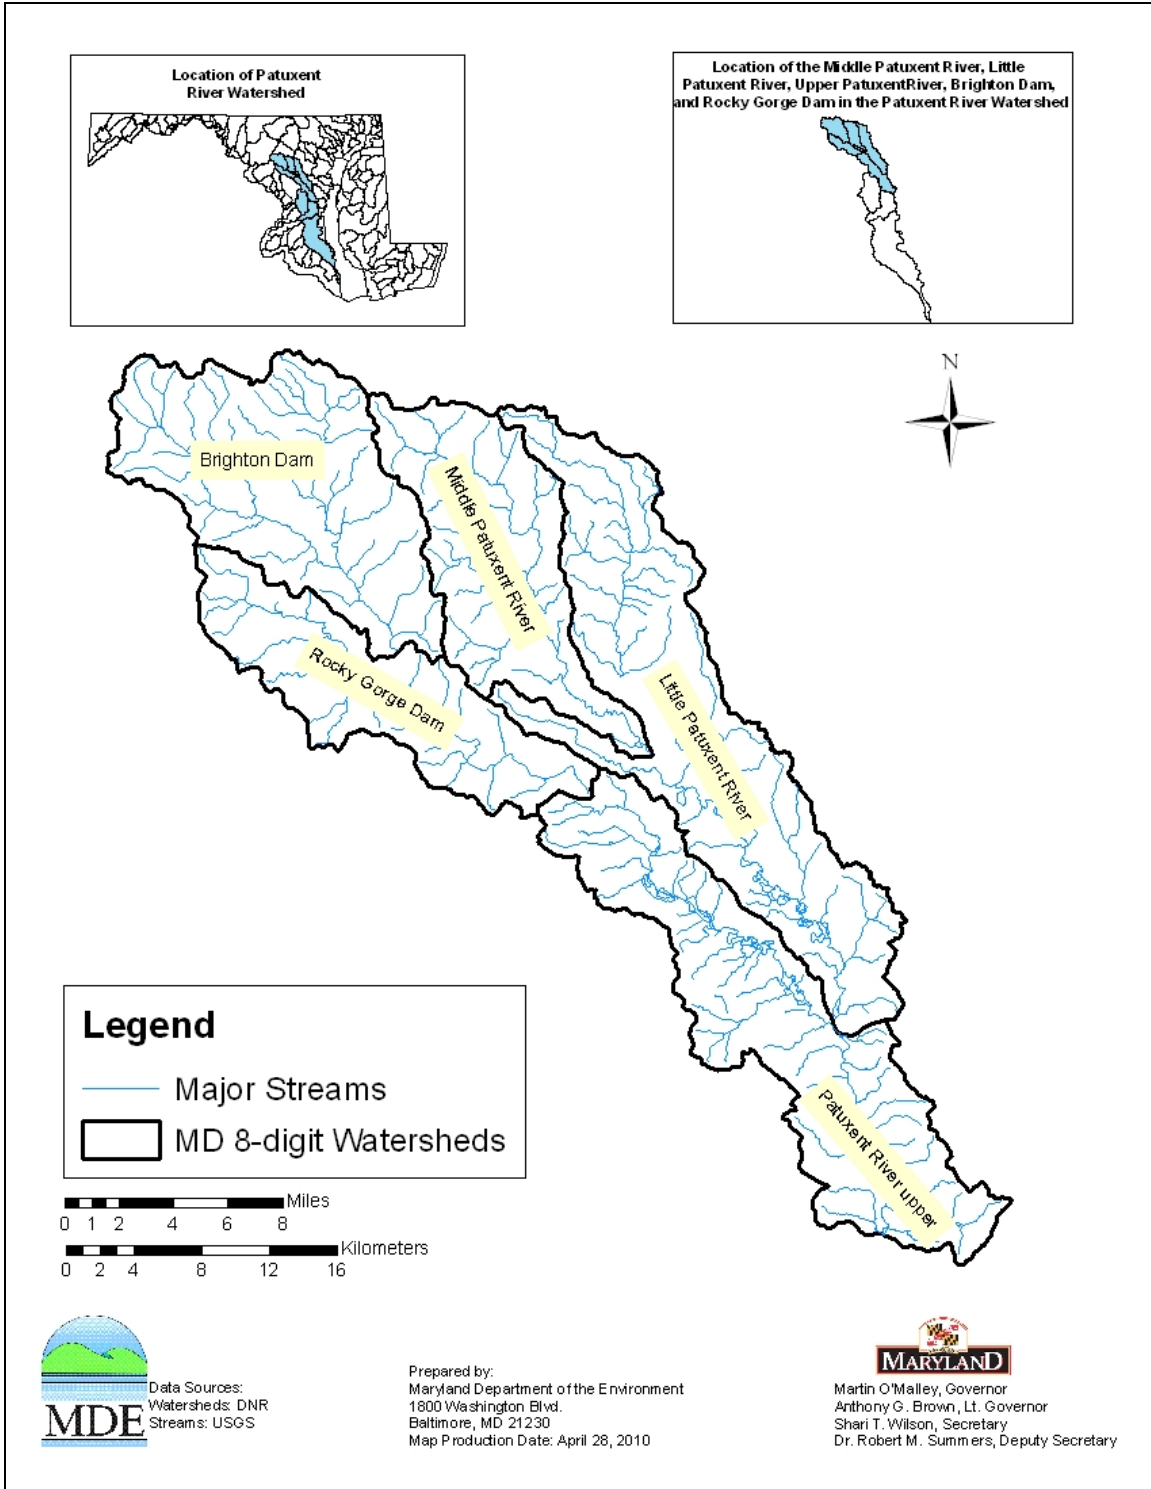 Location of Patuxent
River Watershed
Location of the Middle Patuxent River, Little
Patuxent River, Upper PatuxentRiver, Brighton Dam,
and Rocky Gorge Dam in the Patuxent River Watershed
N
Brighton Dam
Middle Patuxent River
Rocky Gorge Dam
Little Patuxent River
Patuxent River upper
Legend
Major Streams
MD 8-digit Watersheds
Miles
0 1 2 4 6 8
Kilometers
0 2 4 8 12 16
MDE
Data Sources:
Watersheds: DNR
Streams: USGS
Prepared by:
Maryland Department of the Environment
1800 Washington Blvd.
Baltimore, MD 21230
Map Production Date: April 28, 2010
MARYLAND
Martin O'Malley, Governor
Anthony G. Brown, Lt. Governor
Shari T. Wilson, Secretary
Dr. Robert M. Summers, Deputy Secretary